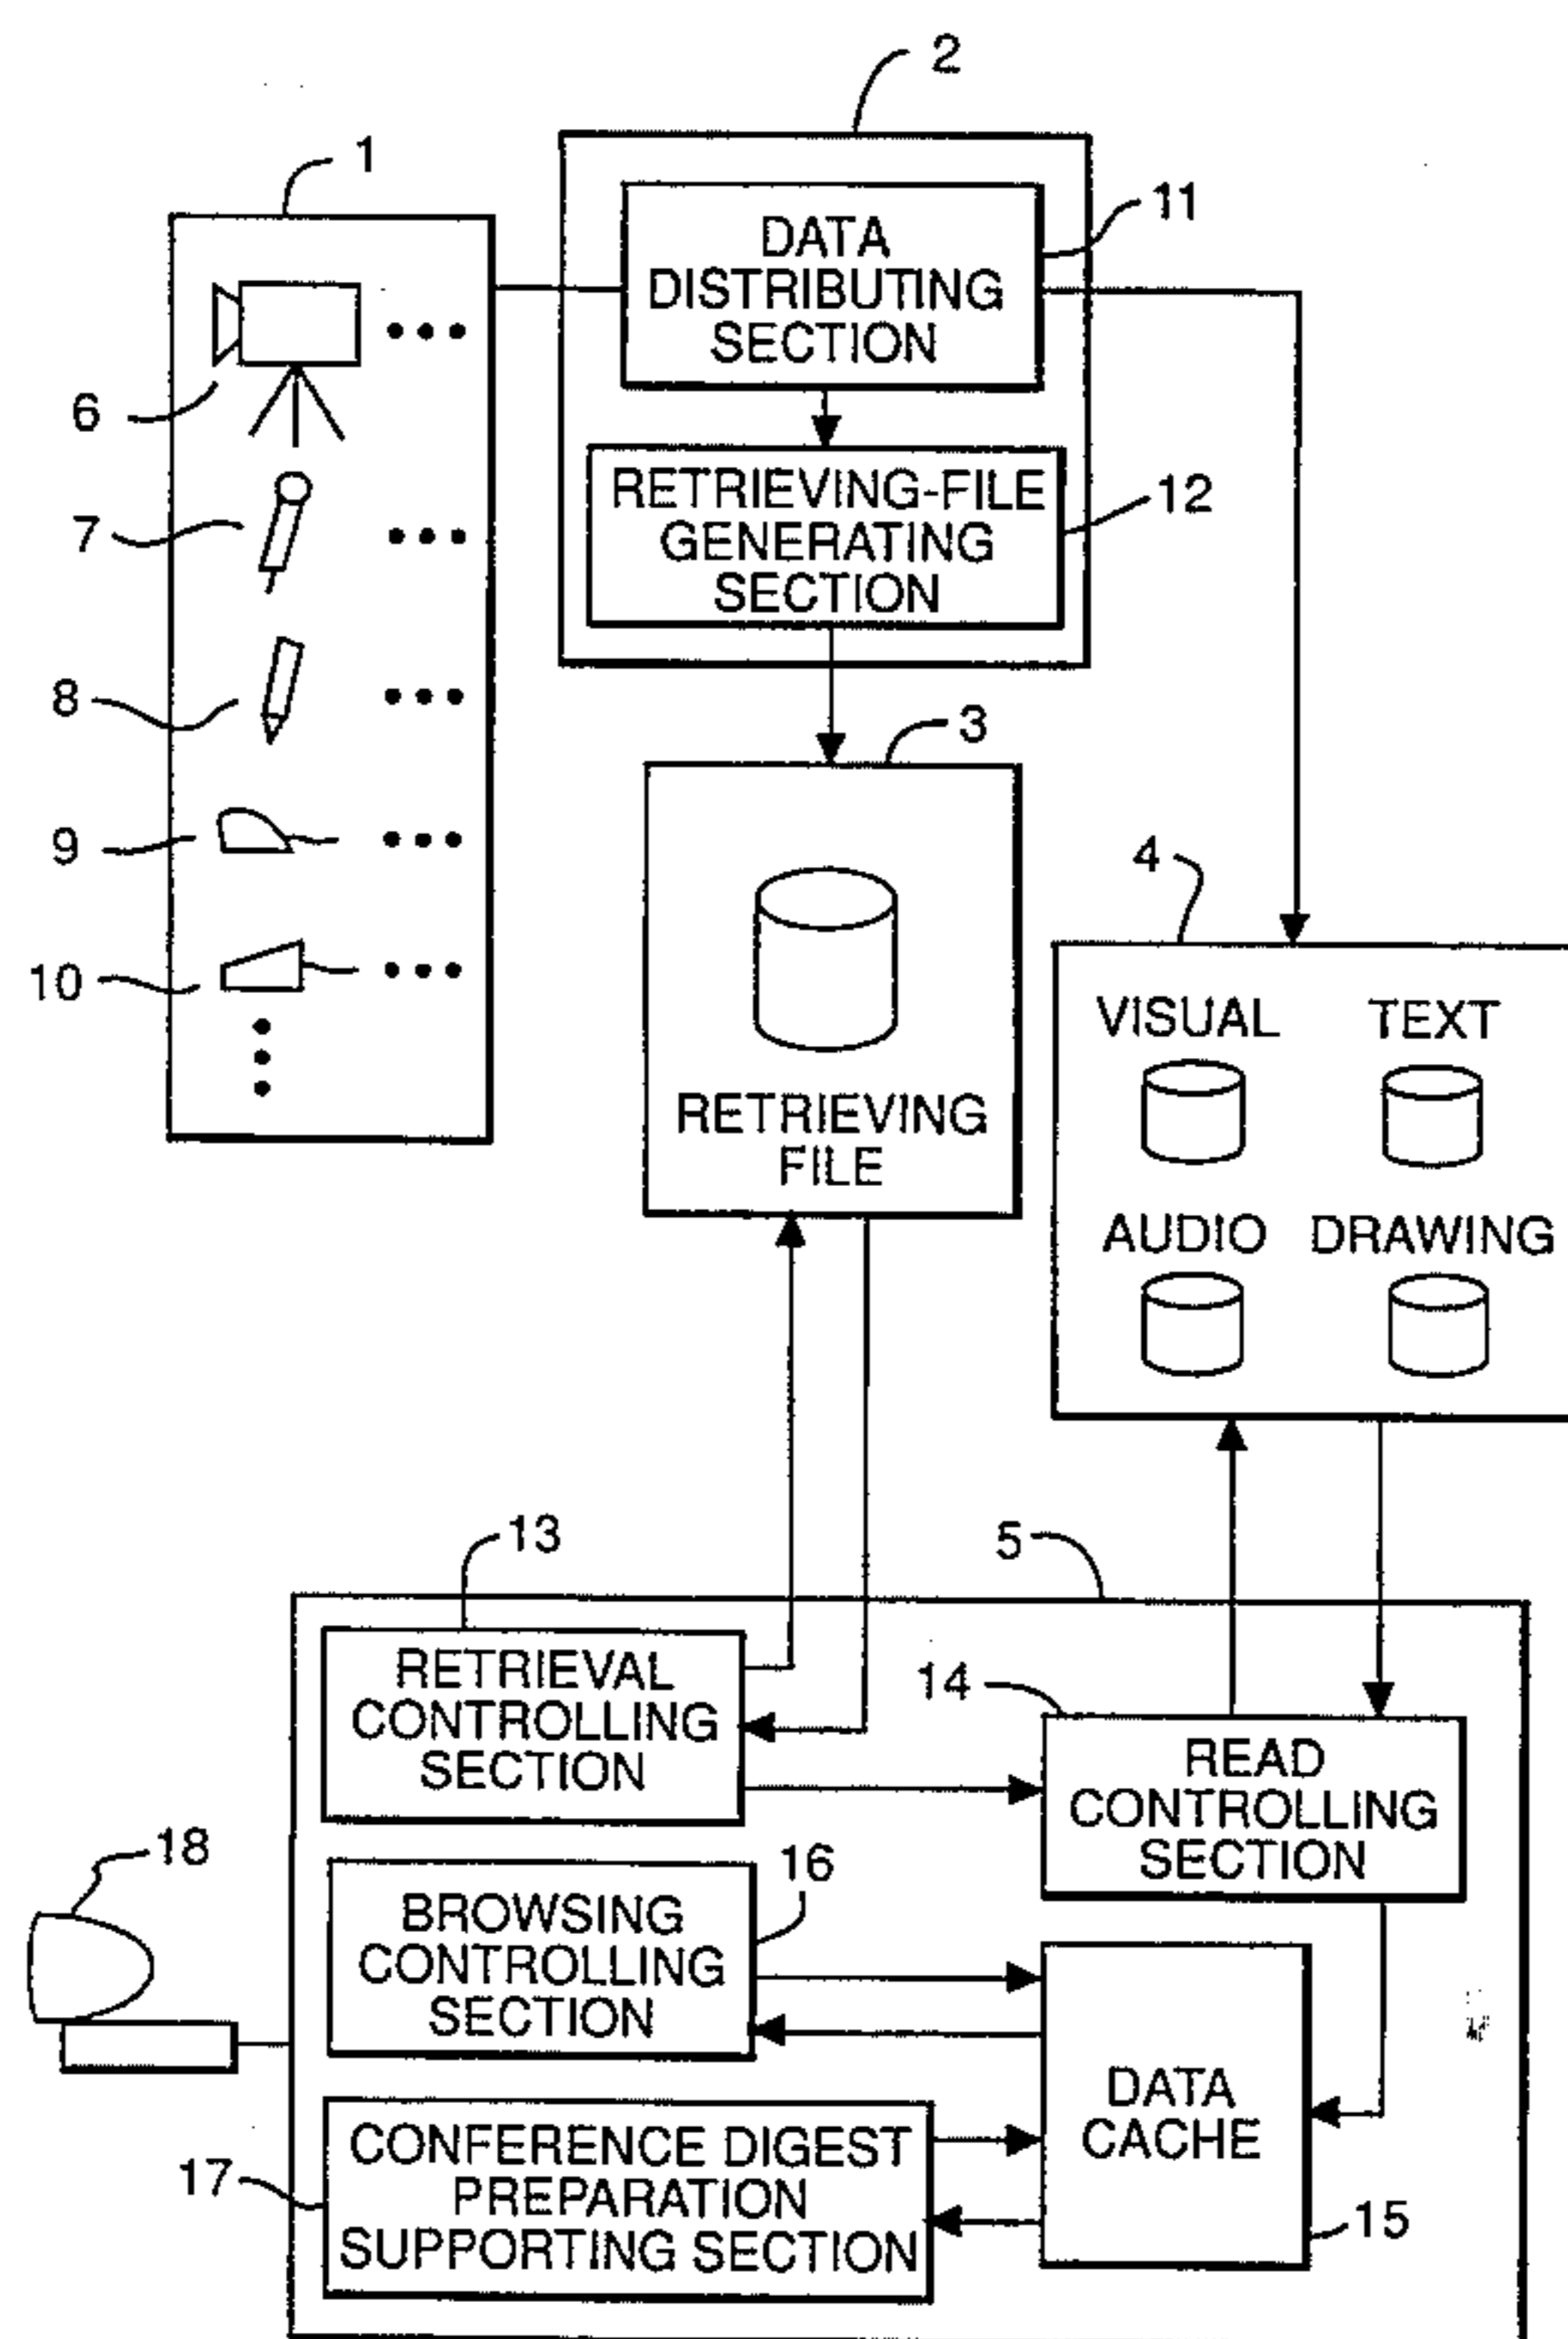 2
1
11
DATA
DISTRIBUTING
SECTION
6
RETRIEVING-FILE
GENERATING
SECTION
12
7
8
3
9
4
10
VISUAL TEXT
RETRIEVING
FILE
AUDIO DRAWING
13
5
RETRIEVAL
CONTROLLING
SECTION
14
READ
CONTROLLING
SECTION
18
16
BROWSING
CONTROLLING
SECTION
DATA
CACHE
17
CONFERENCE DIGEST
PREPARATION
SUPPORTING SECTION
15